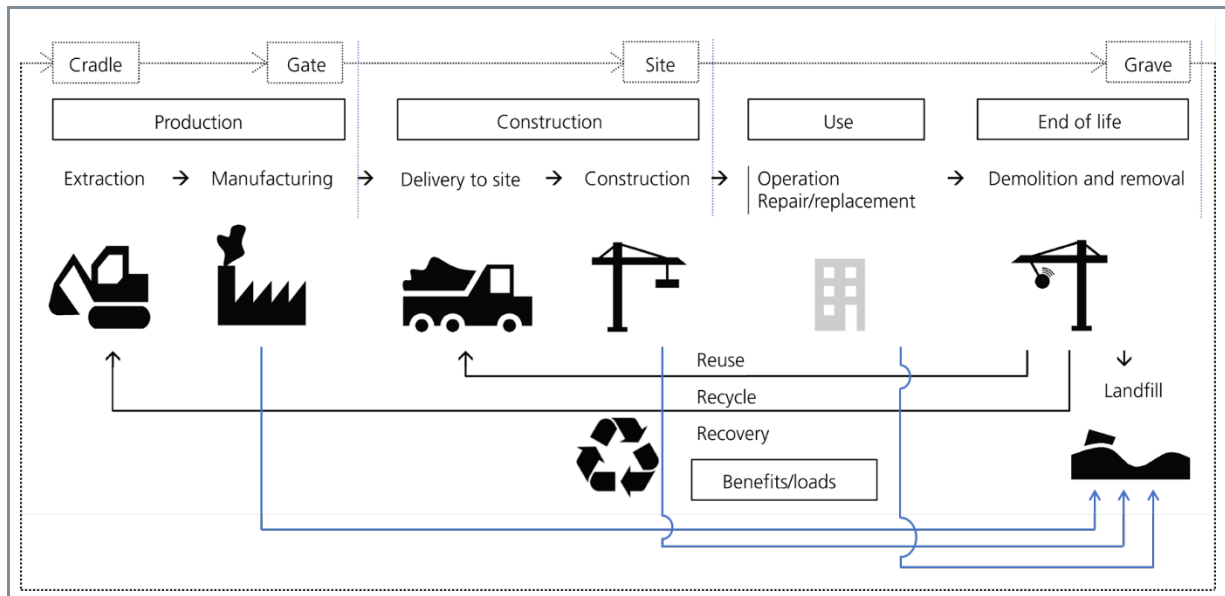 Cradle
Gate
Site
Grave
Production
Construction
Use
End of life
Extraction
Manufacturing
Delivery to site
Construction
Operation
Repair/replacement
Demolition and removal
Reuse
Recycle
Landfill
Recovery
Benefits/loads